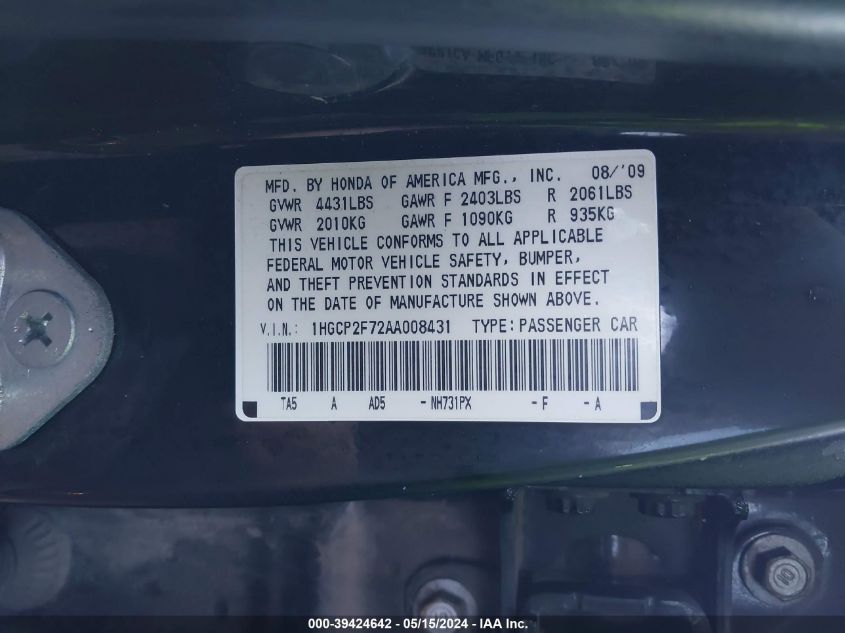 MFD. BY HONDA OF AMERICA MFG., INC. 08/'09
GVWR 4431LBS GAWR F 2403LBS R 2061LBS
GVWR 2010KG GAWR F 1090KG R 935KG
THIS VEHICLE CONFORMS TO ALL APPLICABLE
FEDERAL MOTOR VEHICLE SAFETY, BUMPER,
AND THEFT PREVENTION STANDARDS IN EFFECT
ON THE DATE OF MANUFACTURE SHOWN ABOVE.
V.I.N.: 1HGCP2F72AA008431 TYPE: PASSENGER CAR
TA5 A AD5 - NH731PX - F - A
10
000-39424642 - 05/15/2024 - IAA Inc.